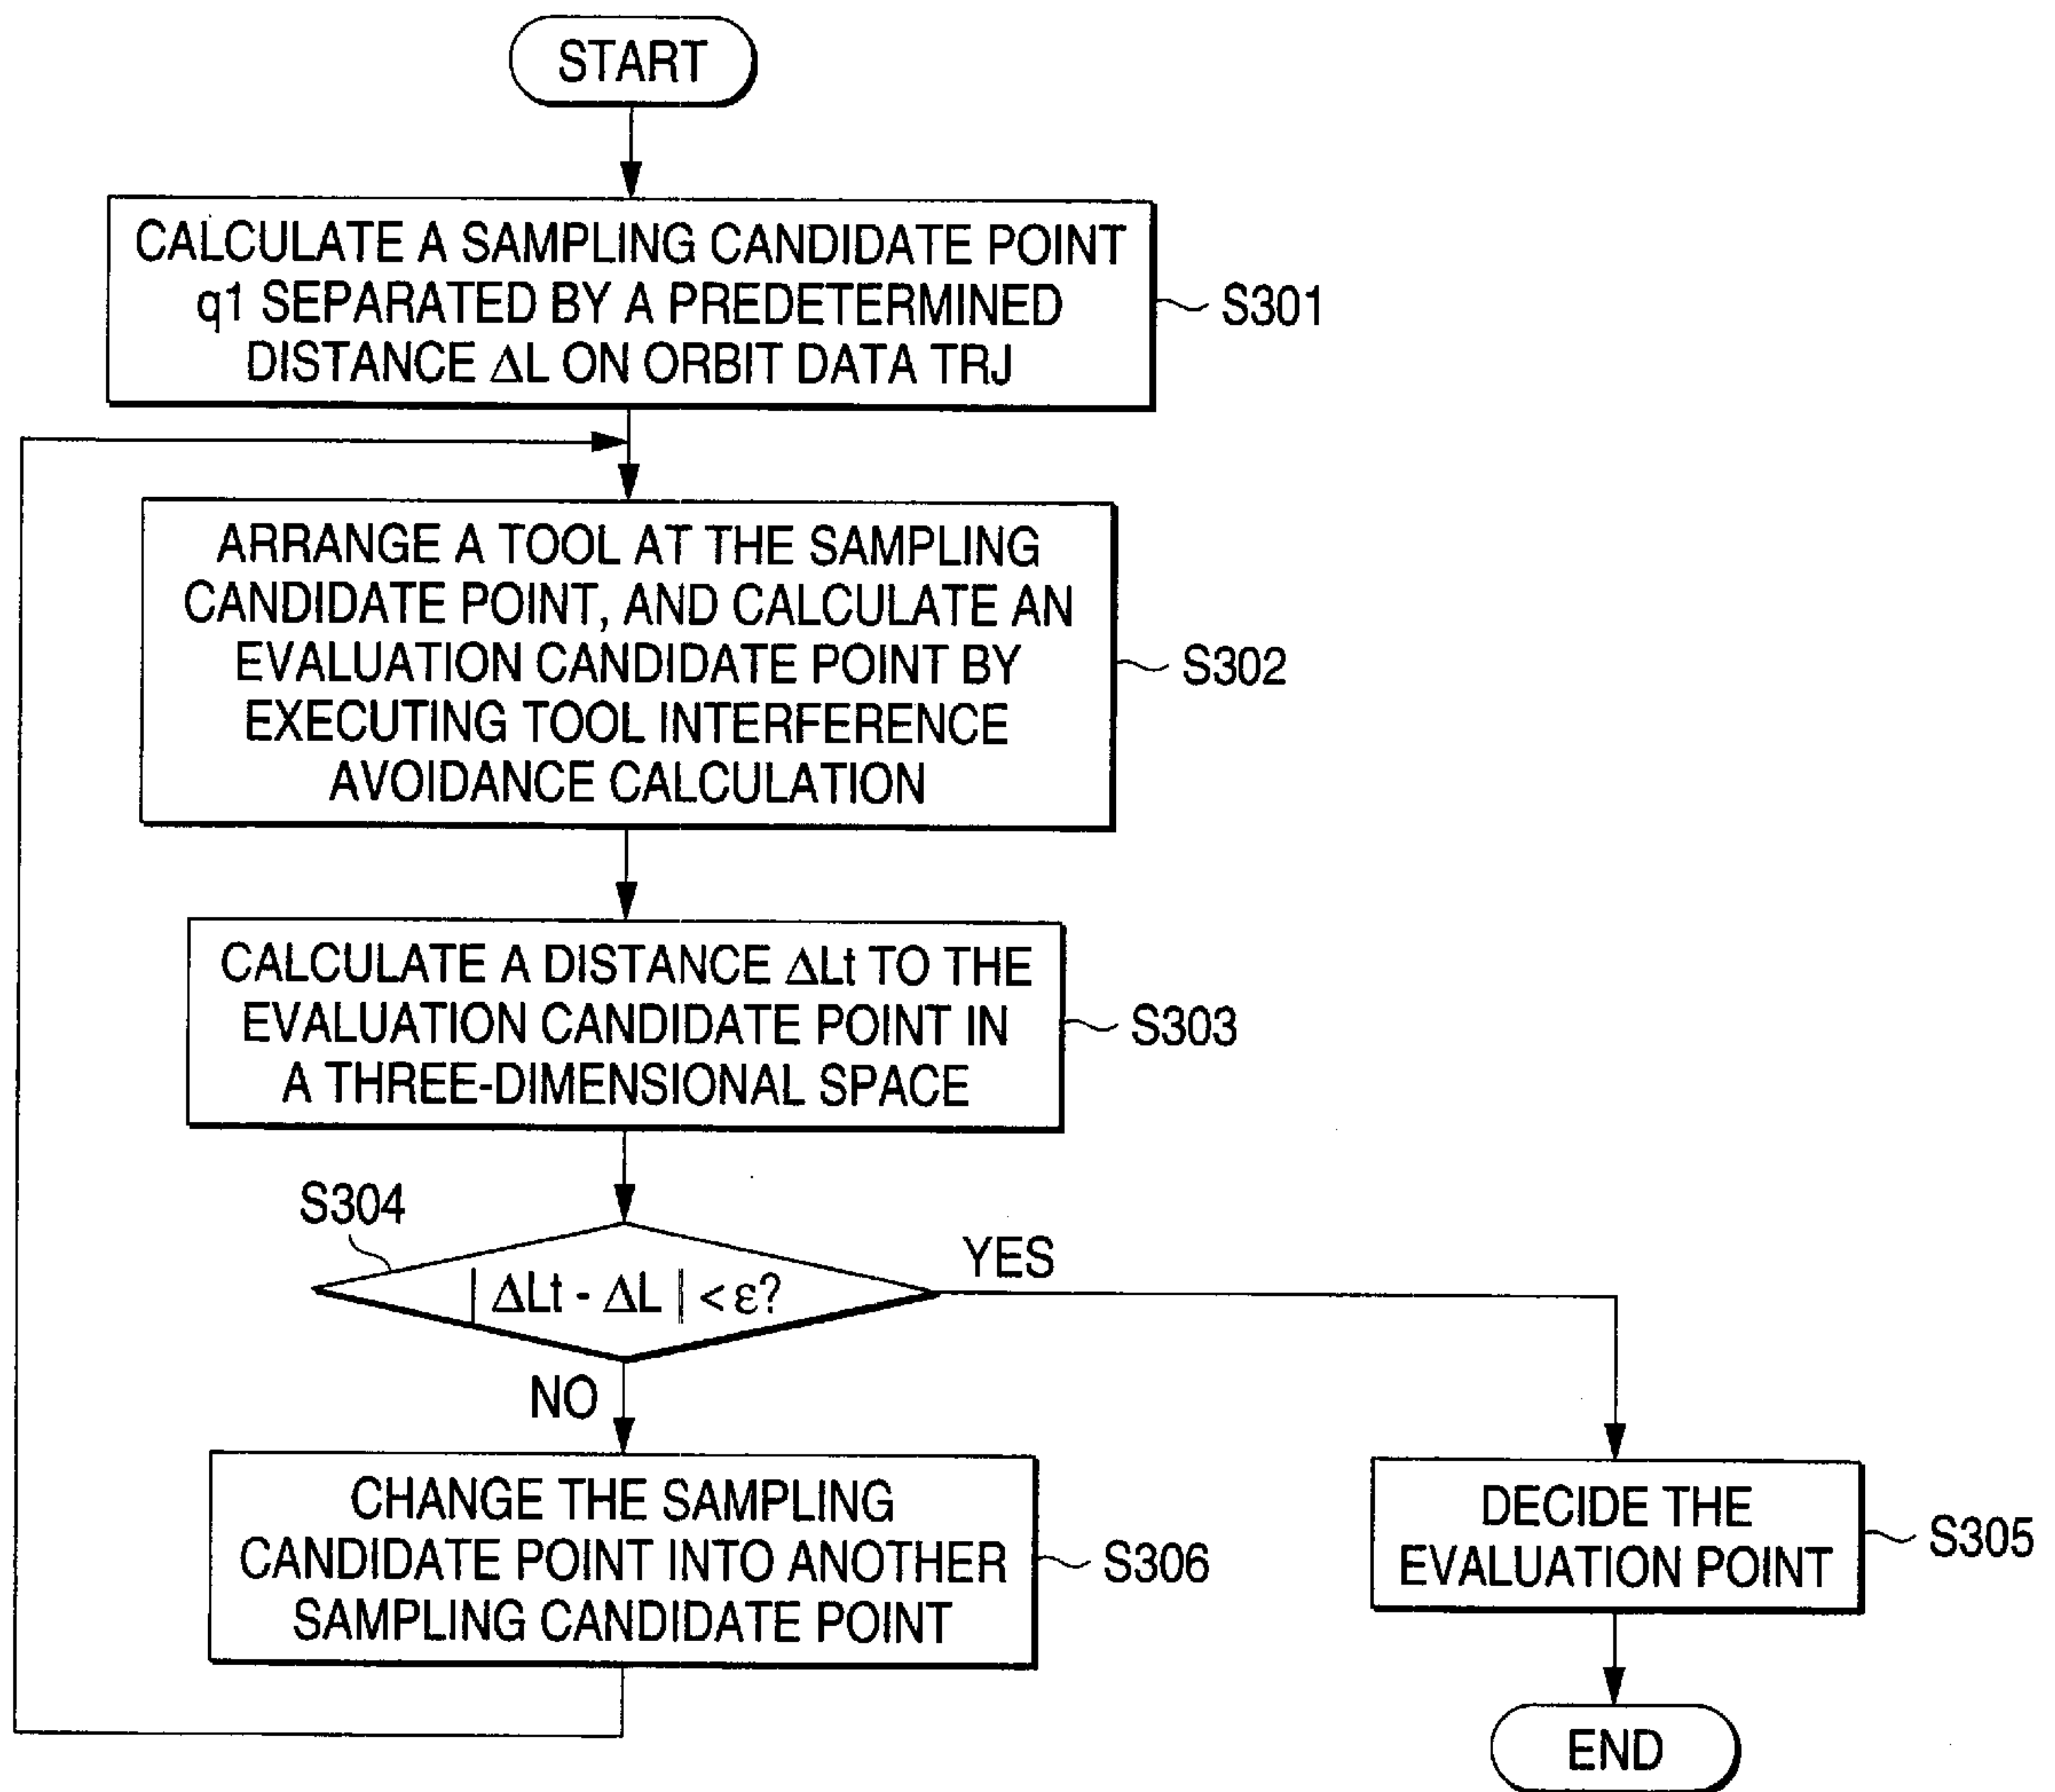 START
CALCULATE A SAMPLING CANDIDATE POINT
q1 SEPARATED BY A PREDETERMINED
DISTANCE ΔL ON ORBIT DATA TRJ
S301
ARRANGE A TOOL AT THE SAMPLING
CANDIDATE POINT, AND CALCULATE AN
EVALUATION CANDIDATE POINT BY
EXECUTING TOOL INTERFERENCE
AVOIDANCE CALCULATION
S302
CALCULATE A DISTANCE ΔLt TO THE
EVALUATION CANDIDATE POINT IN
A THREE-DIMENSIONAL SPACE
S303
S304
| ΔLt - ΔL | < ε?
YES
NO
CHANGE THE SAMPLING
CANDIDATE POINT INTO ANOTHER
SAMPLING CANDIDATE POINT
S306
DECIDE THE
EVALUATION POINT
S305
END